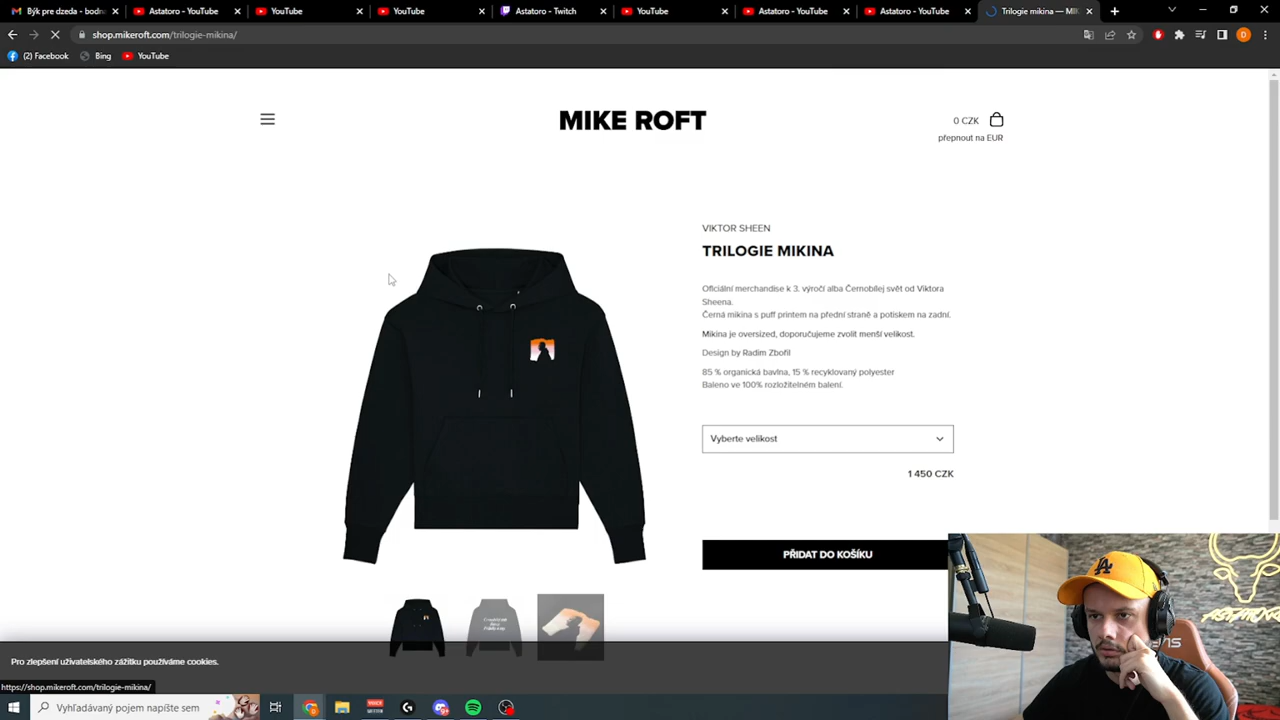 Býk pre dzeda - bodn
Astatoro - YouTube
YouTube
YouTube
Astatoro - Twitch
YouTube
Astatoro - YouTube
Astatoro - YouTube
Trilogie mikina — MI
shop.mikeroft.com/trilogie-mikina/
D
(2) Facebook
Bing
YouTube
MIKE ROFT
0 CZK
přepnout na EUR
VIKTOR SHEEN
TRILOGIE MIKINA
Oficiální merchandise k 3. výročí alba Černobílej svět od Viktora
Sheena.
Černá mikina s puff printem na přední straně a potiskem na zadní.
Mikina je oversized, doporučujeme zvolit menší velikost.
Design by Radim Zbořil
85 % organická bavlna, 15 % recyklovaný polyester
Baleno ve 100% rozložitelném balení.
Vyberte velikost
1 450 CZK
PŘIDAT DO KOŠÍKU
Pro zlepšení uživatelského zážitku používáme cookies.
https://shop.mikeroft.com/trilogie-mikina/
Vyhľadávaný pojem napíšte sem
LA